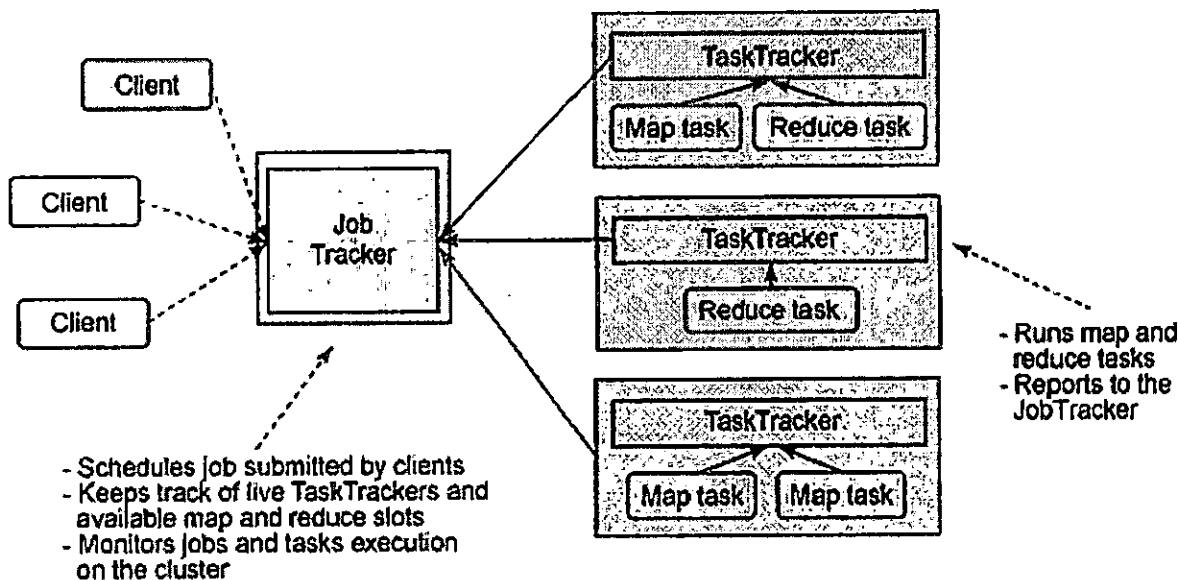 Client
Client
Client
Job
Tracker
TaskTracker
Map task
Reduce task
TaskTracker
Reduce task
TaskTracker
Map task
Map task
- Runs map and
reduce tasks
- Reports to the
JobTracker
- Schedules job submitted by clients
- Keeps track of live TaskTrackers and
available map and reduce slots
- Monitors jobs and tasks execution
on the cluster